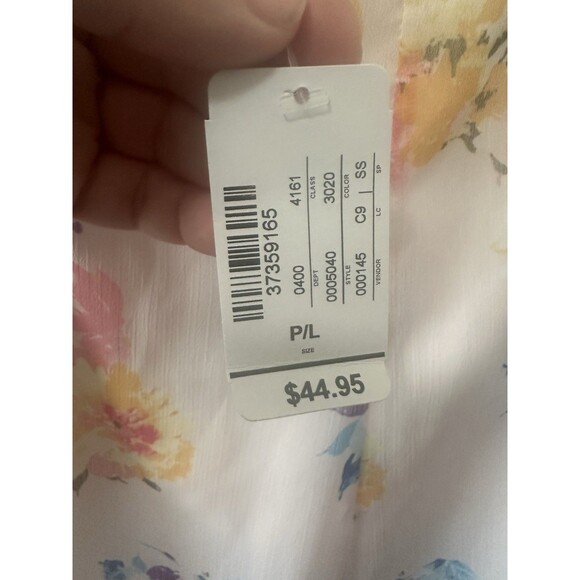 37359165
0400 4161
DEPT CLASS
0005040 3020
STYLE COLOR
000145 C9 SS
VENDOR LC SP
P/L
SIZE
$44.95